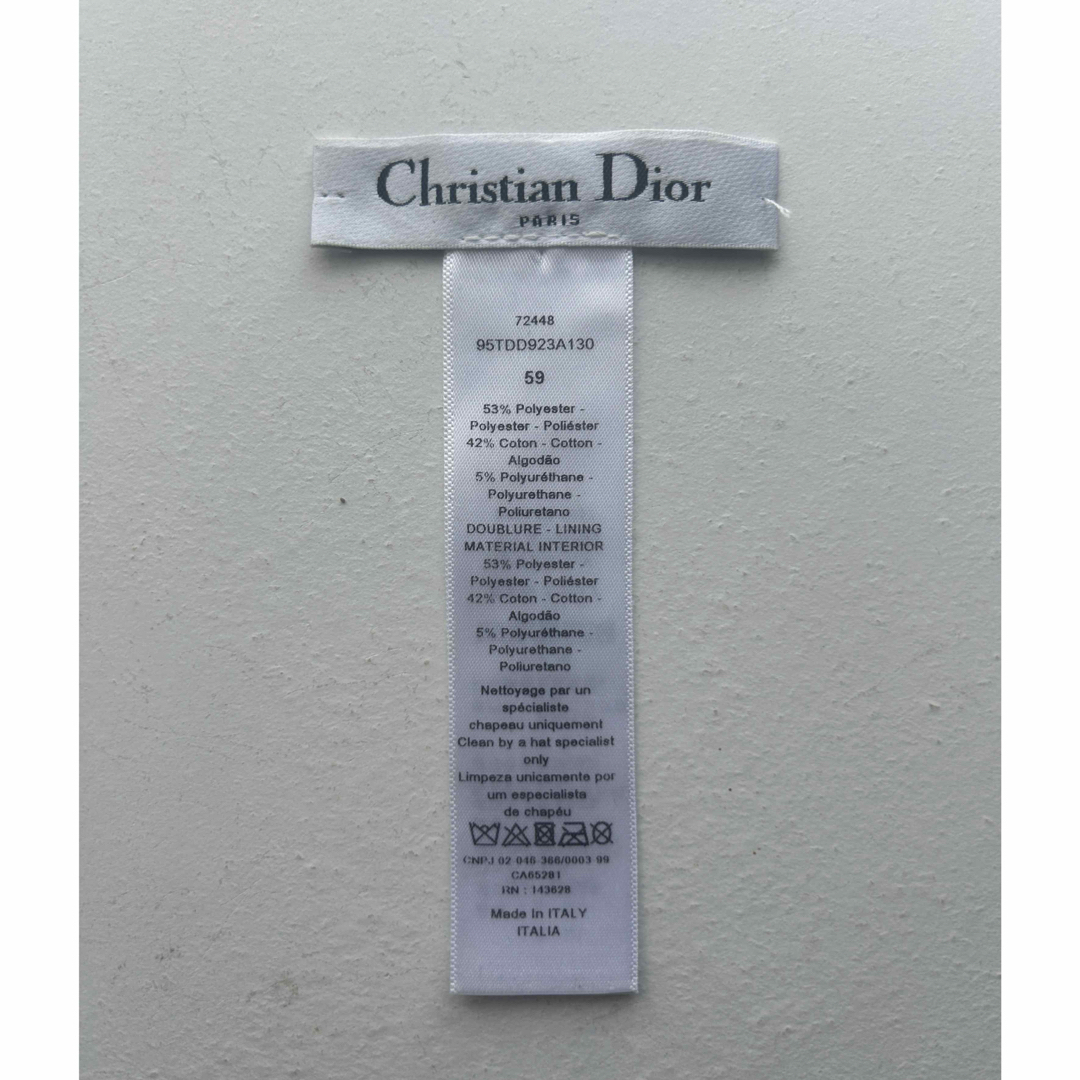 Christian Dior
PARIS
72448
95TDD923A130
59
53% Polyester -
Polyester - Poliéster
42% Coton - Cotton -
Algodão
5% Polyuréthane -
Polyurethane -
Poliuretano
DOUBLURE - LINING
MATERIAL INTERIOR
53% Polyester -
Polyester - Poliéster
42% Coton - Cotton -
Algodão
5% Polyuréthane -
Polyurethane -
Poliuretano
Nettoyage par un
spécialiste
chapeau uniquement
Clean by a hat specialist
only
Limpeza unicamente por
um especialista
de chapéu
CNPJ 02 046 366/0003 99
CA65281
RN : 143628
Made In ITALY
ITALIA